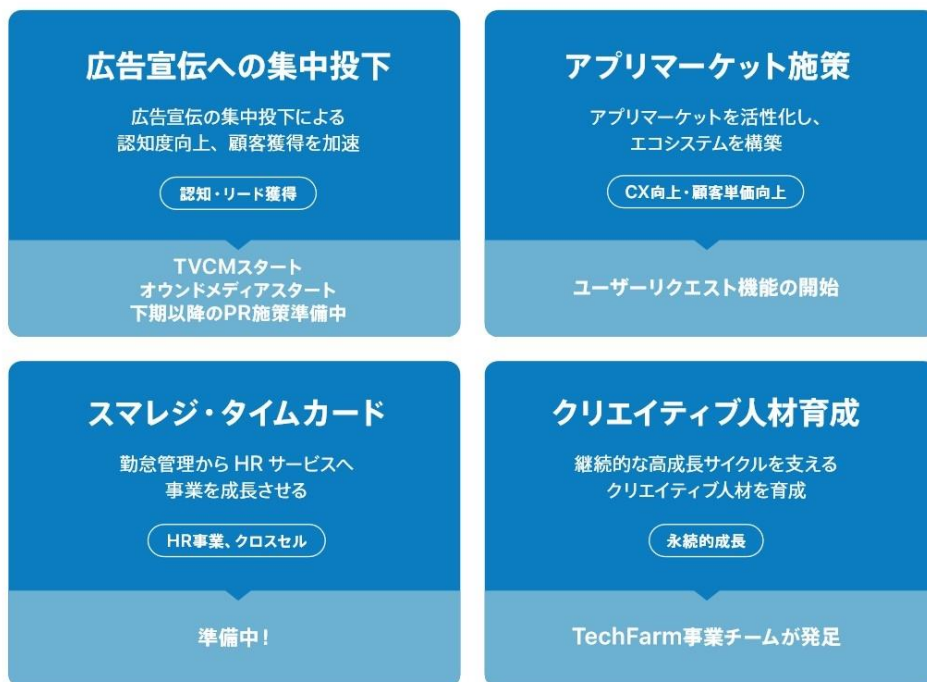 広告宣伝への集中投下
広告宣伝の集中投下による
認知度向上、顧客獲得を加速
認知・リード獲得
TVCMスタート
オウンドメディアスタート
下期以降のPR施策準備中
アプリマーケット施策
アプリマーケットを活性化し、
エコシステムを構築
CX向上・顧客単価向上
ユーザーリクエスト機能の開始
スマレジ・タイムカード
勤怠管理から HR サービスへ
事業を成長させる
HR事業、クロスセル
準備中！
クリエイティブ人材育成
継続的な高成長サイクルを支える
クリエイティブ人材を育成
永続的成長
TechFarm事業チームが発足